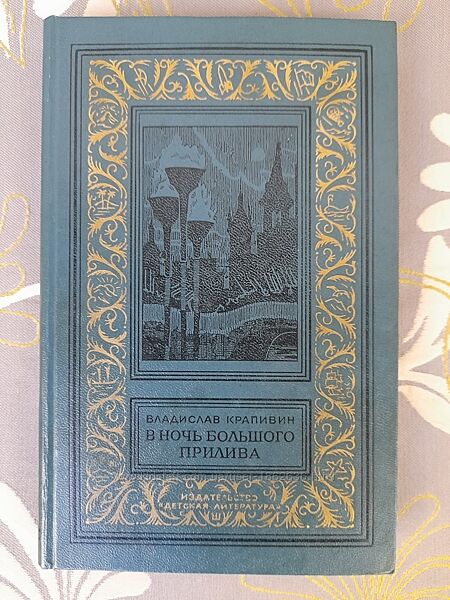 ВЛАДИСЛАВ КРАПИВИН
В НОЧЬ БОЛЬШОГО
ПРИЛИВА
ИЗДАТЕЛЬСТВО
"ДЕТСКАЯ ЛИТЕРАТУРА"